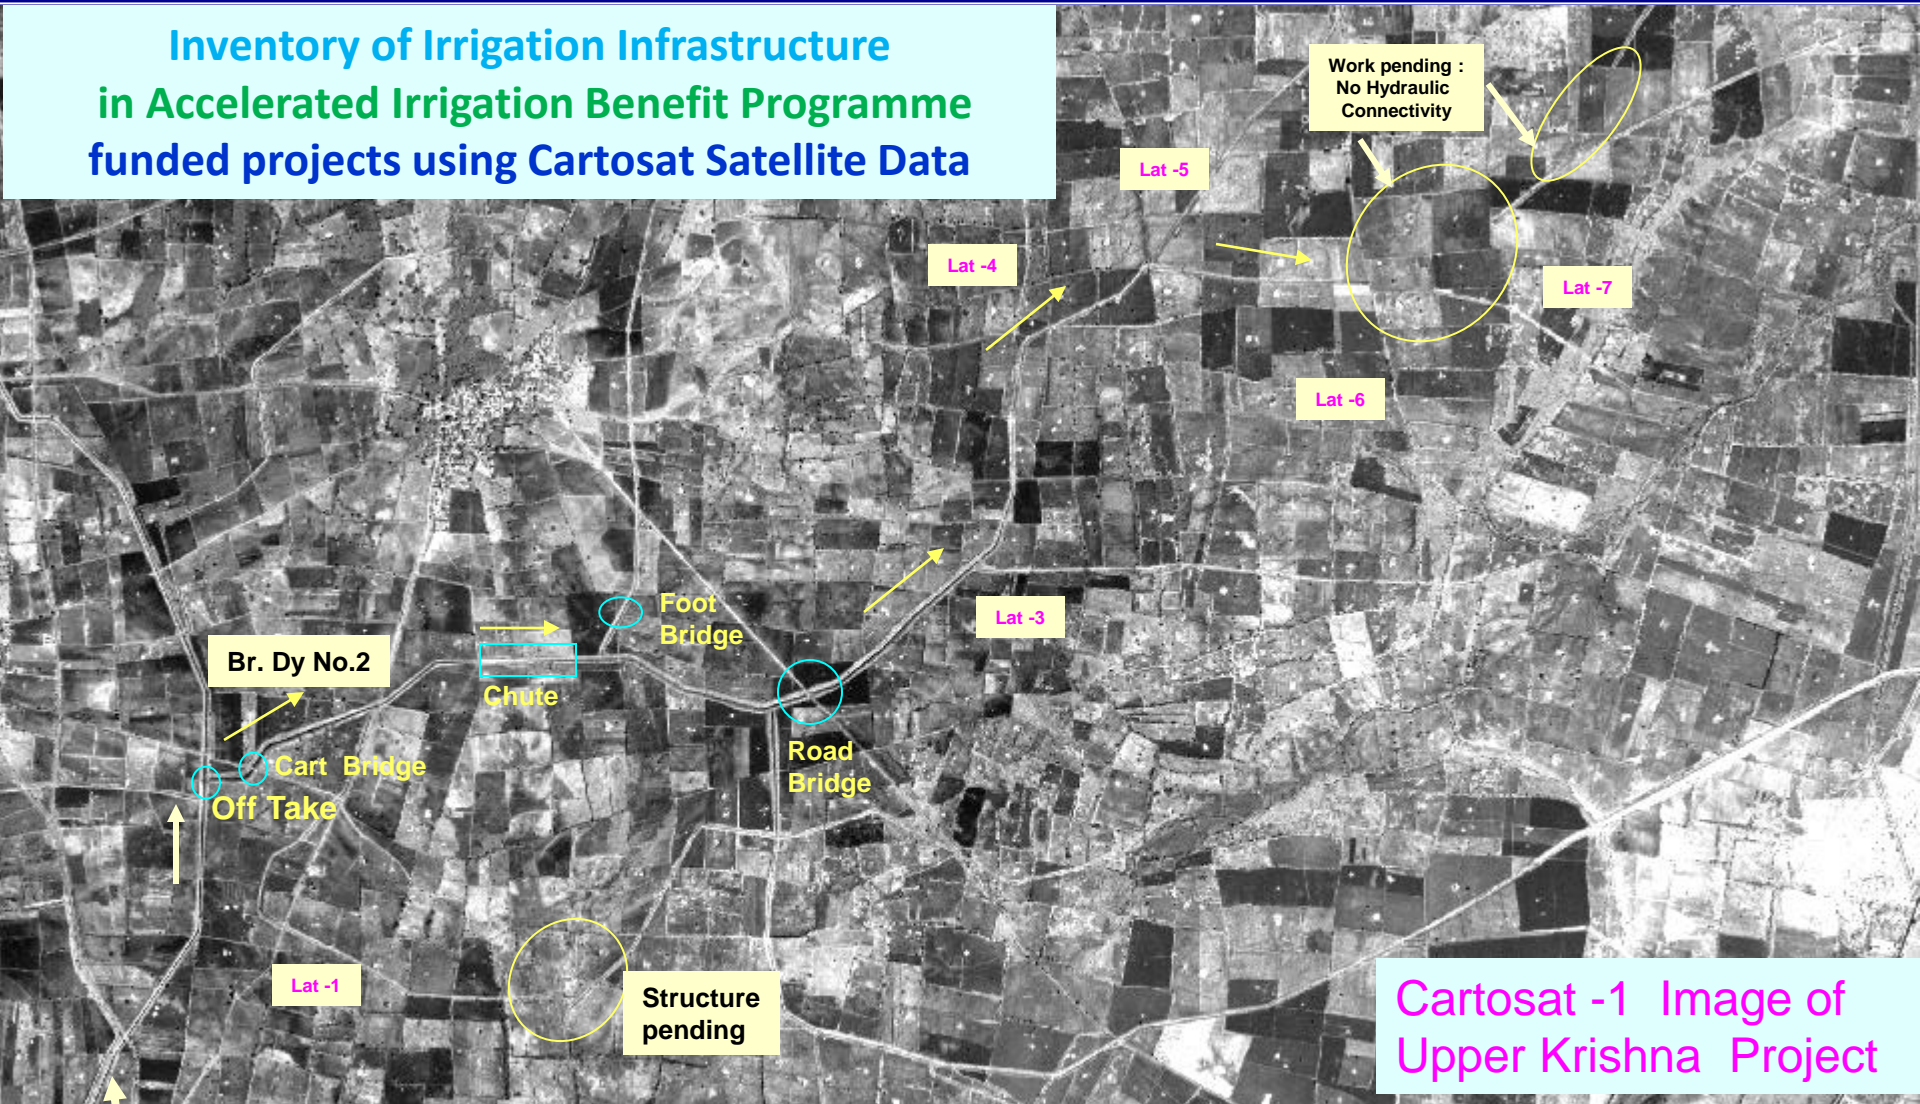 Inventory of Irrigation Infrastructure
in Accelerated Irrigation Benefit Programme
funded projects using Cartosat Satellite Data
Work pending :
No Hydraulic
Connectivity
Lat -5
Lat -4
Lat -7
Lat -6
Foot
Bridge
Lat -3
Br. Dy No.2
Chute
Road
Bridge
Cart Bridge
Off Take
Lat -1
Structure
pending
Cartosat -1 Image of
Upper Krishna Project